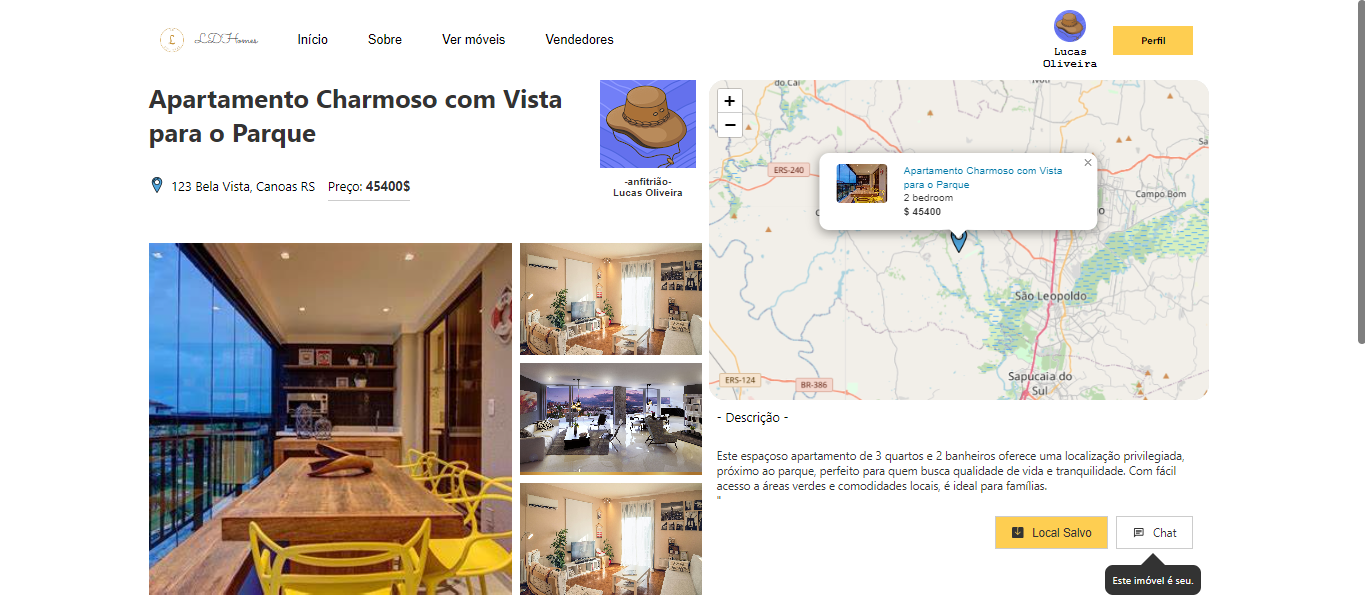 £ LDHomes
Início Sobre Ver móveis Vendedores
Lucas
Oliveira
Perfil
Apartamento Charmoso com Vista
para o Parque
123 Bela Vista, Canoas RS Preço: 45400$
-anfitrião-
Lucas Oliveira
+
−
do Caí
ERS-240
Campo Bom
São Leopoldo
Sapucaia do
Sul
ERS-124
BR-386
×
Apartamento Charmoso com Vista
para o Parque
2 bedroom
$ 45400
- Descrição -
Este espaçoso apartamento de 3 quartos e 2 banheiros oferece uma localização privilegiada,
próximo ao parque, perfeito para quem busca qualidade de vida e tranquilidade. Com fácil
acesso a áreas verdes e comodidades locais, é ideal para famílias.
"
Local Salvo
Chat
Este imóvel é seu.